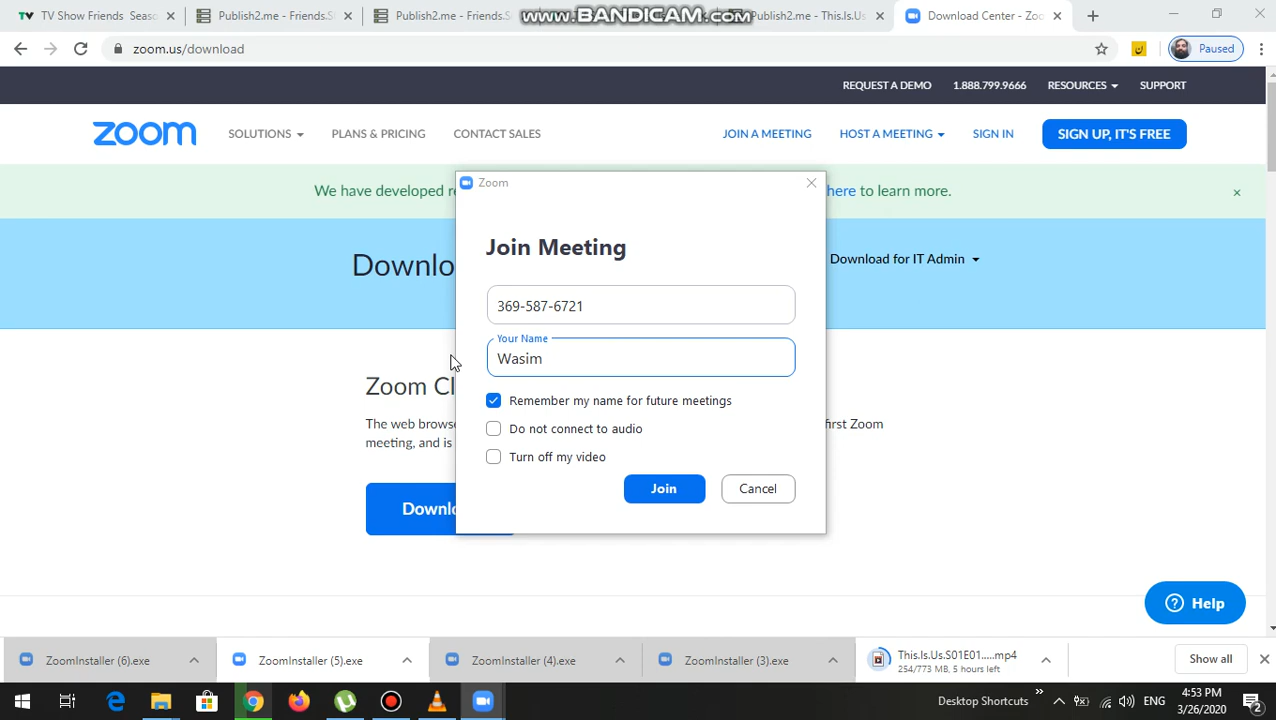 TV Show Friends Season
Publish2.me - Friends.S
Publish2.me - Friends.S
www.BANDICAM.com
Publish2.me - This.Is.Us
Download Center - Zoo
zoom.us/download
Paused
REQUEST A DEMO 1.888.799.9666 RESOURCES SUPPORT
zoom SOLUTIONS PLANS & PRICING CONTACT SALES JOIN A MEETING HOST A MEETING SIGN IN SIGN UP, IT'S FREE
We have developed re
here to learn more.
×
Zoom
Downlo
Download for IT Admin
Join Meeting
369-587-6721
Your Name
Wasim
Zoom Cl
Remember my name for future meetings
The web brows
first Zoom
meeting, and is
Do not connect to audio
Turn off my video
Join
Cancel
Downlo
Help
ZoomInstaller (6).exe
ZoomInstaller (5).exe
ZoomInstaller (4).exe
ZoomInstaller (3).exe
This.Is.Us.S01E01.....mp4
254/773 MB, 5 hours left
Show all
Desktop Shortcuts
ENG
4:53 PM
3/26/2020
2